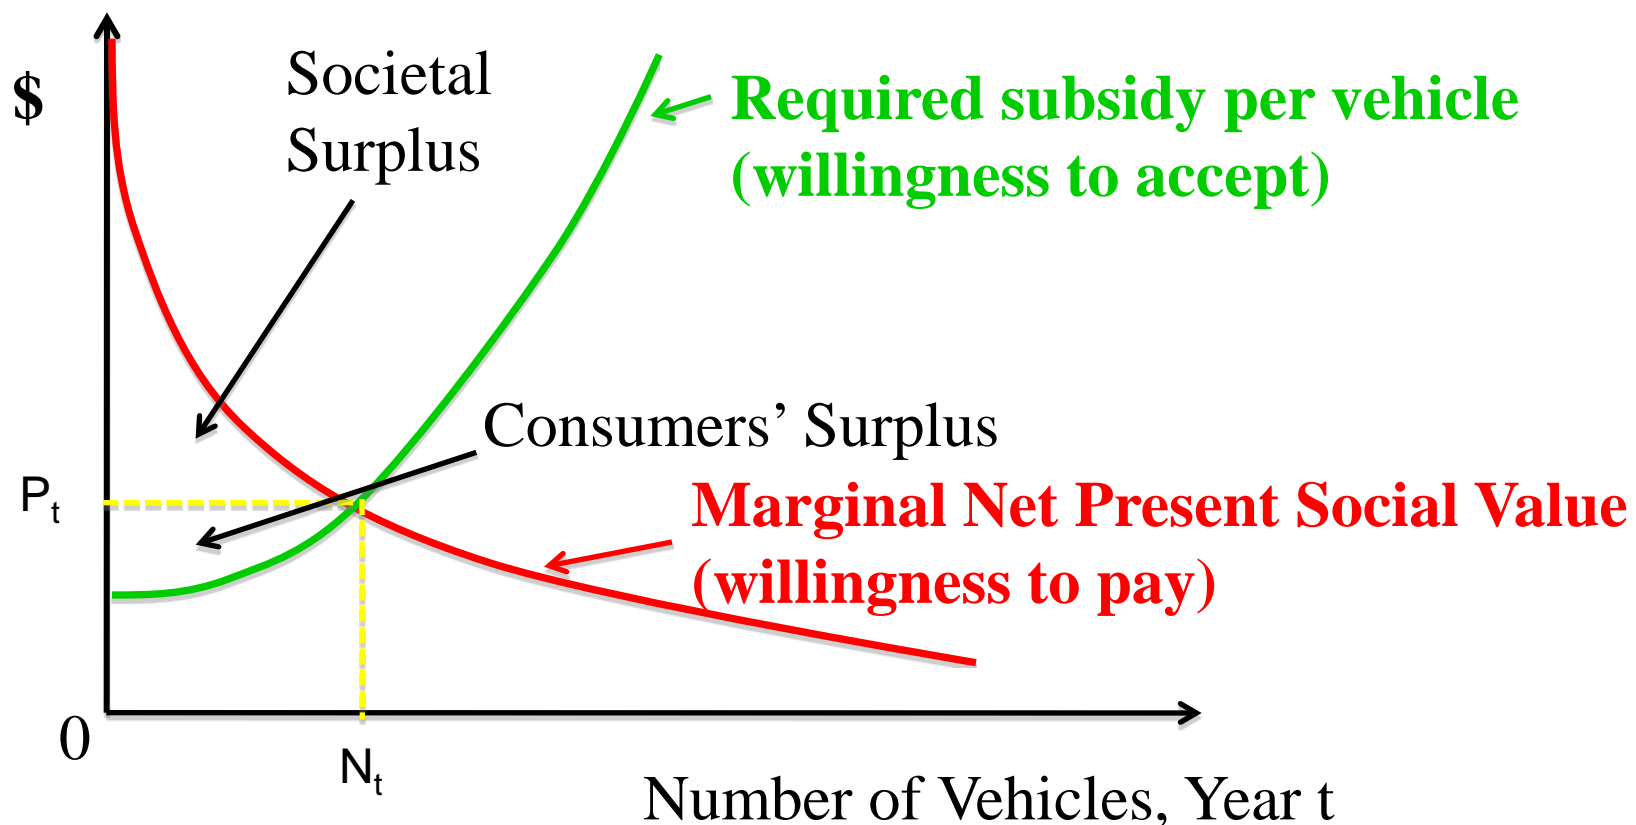 $
Societal
Surplus
Required subsidy per vehicle
(willingness to accept)
Consumers’ Surplus
Pt
Marginal Net Present Social Value
(willingness to pay)
0
Nt
Number of Vehicles, Year t